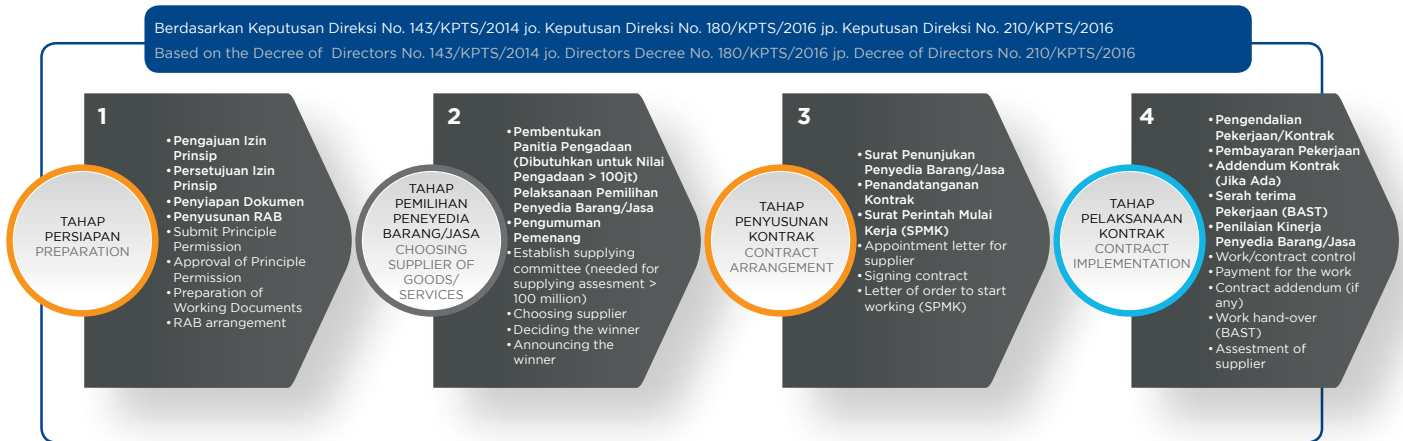 Berdasarkan Keputusan Direksi No. 143/KPTS/2014 jo. Keputusan Direksi No. 180/KPTS/2016 jp. Keputusan Direksi No. 210/KPTS/2016
Based on the Decree of Directors No. 143/KPTS/2014 jo. Directors Decree No. 180/KPTS/2016 jp. Decree of Directors No. 210/KPTS/2016
1
TAHAP
PERSIAPAN
PREPARATION
•Pengajuan Izin
Prinsip
•Persetujuan Izin
Prinsip
•Penyiapan Dokumen
•Penyusunan RAB
•Submit Principle
Permission
•Approval of Principle
Permission
•Preparation of
Working Documents
•RAB arrangement
2
TAHAP
PEMILIHAN
PENEYEDIA
BARANG/JASA
CHOOSING
SUPPLIER OF
GOODS/
SERVICES
•Pembentukan
Panitia Pengadaan
(Dibutuhkan untuk Nilai
Pengadaan > 100jt)
Pelaksanaan Pemilihan
Penyedia Barang/Jasa
•Pengumuman
Pemenang
•Establish supplying
committee (needed for
supplying assesment >
100 million)
•Choosing supplier
•Deciding the winner
•Announcing the
winner
3
TAHAP
PENYUSUNAN
KONTRAK
CONTRACT
ARRANGEMENT
•Surat Penunjukan
Penyedia Barang/Jasa
•Penandatanganan
Kontrak
•Surat Perintah Mulai
Kerja (SPMK)
•Appointment letter for
supplier
•Signing contract
•Letter of order to start
working (SPMK)
4
TAHAP
PELAKSANAAN
KONTRAK
CONTRACT
IMPLEMENTATION
•Pengendalian
Pekerjaan/Kontrak
•Pembayaran Pekerjaan
•Addendum Kontrak
(Jika Ada)
•Serah terima
Pekerjaan (BAST)
•Penilaian Kinerja
Penyedia Barang/Jasa
•Work/contract control
•Payment for the work
•Contract addendum (if
any)
•Work hand-over
(BAST)
•Assestment of
supplier